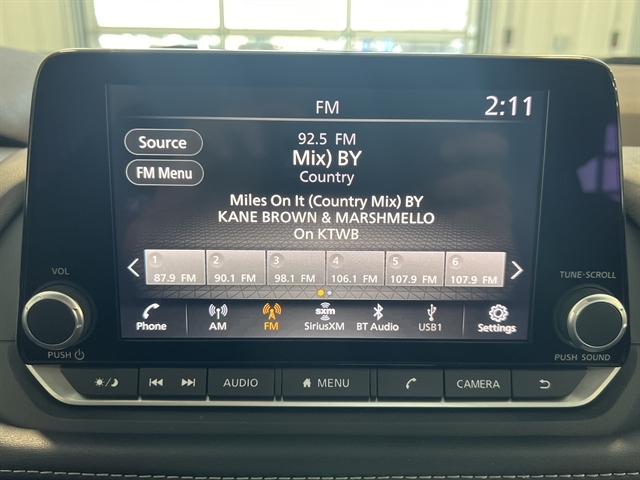 FM
2:11
Source
92.5 FM
Mix) BY
FM Menu
Country
Miles On It (Country Mix) BY
KANE BROWN & MARSHMELLO
On KTWB
VOL
TUNE·SCROLL
1 2 3 4 5 6
87.9 FM 90.1 FM 98.1 FM 106.1 FM 107.9 FM 107.9 FM
sxm
Phone AM FM SiriusXM BT Audio USB1 Settings
PUSH
PUSH SOUND
AUDIO MENU CAMERA